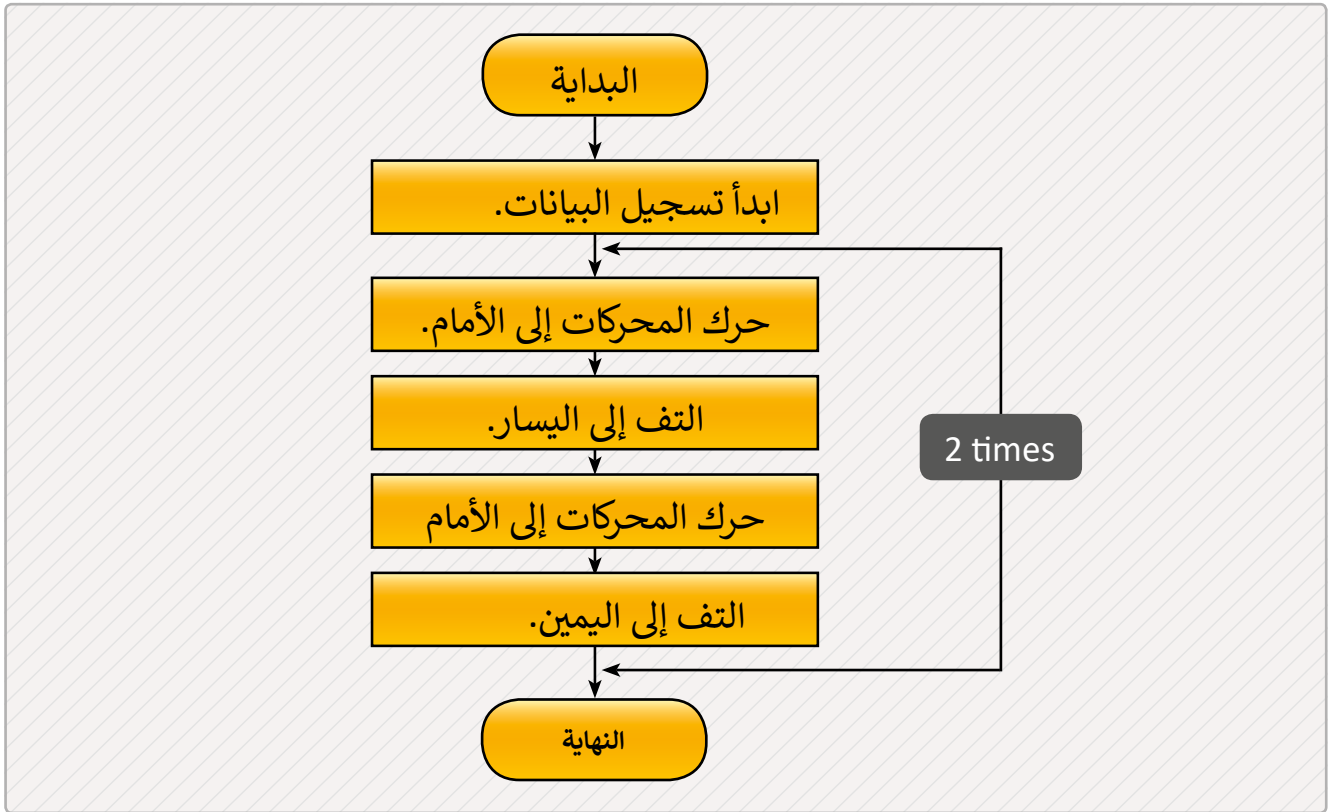 البداية
ابدأ تسجيل البيانات.
حرك المحركات إلى الأمام.
التف إلى اليسار.
2 times
حرك المحركات إلى الأمام
التف إلى اليمين.
النهاية